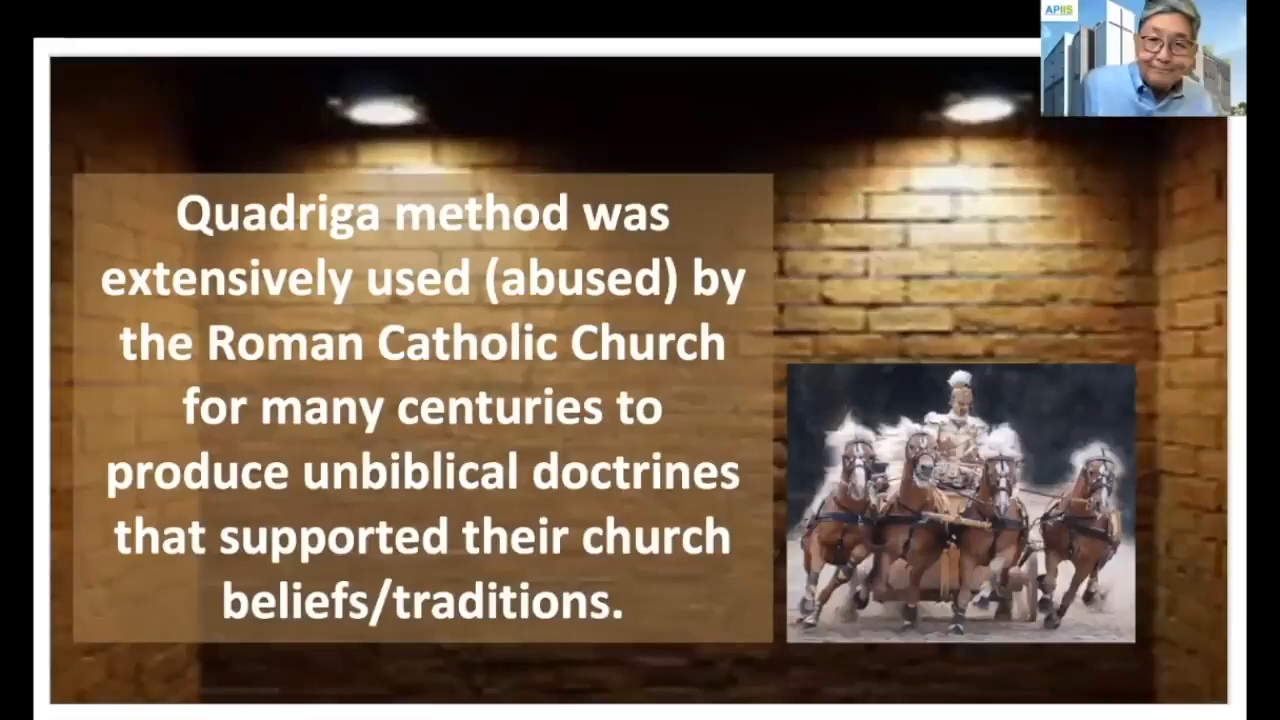 APIIS
Quadriga method was
extensively used (abused) by
the Roman Catholic Church
for many centuries to
produce unbiblical doctrines
that supported their church
beliefs/traditions.